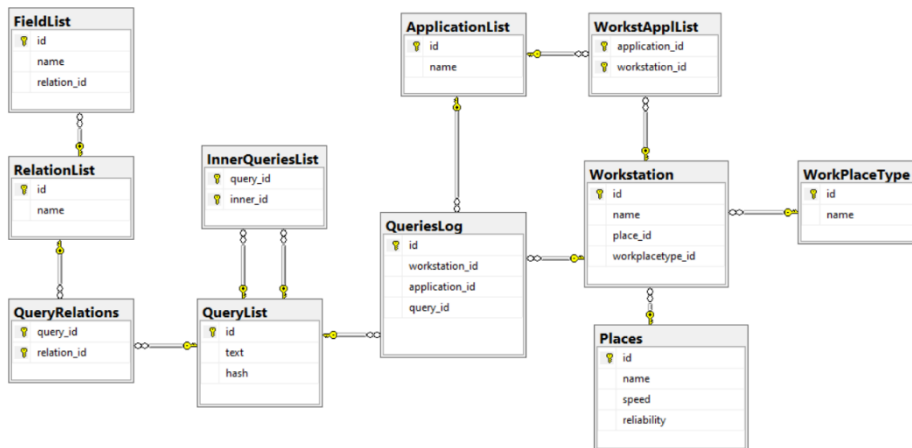 FieldList
id
name
relation_id
ApplicationList
id
name
WorkstApplList
application_id
workstation_id
RelationList
id
name
InnerQueriesList
query_id
inner_id
Workstation
id
name
place_id
workplacetype_id
WorkPlaceType
id
name
QueriesLog
id
workstation_id
application_id
query_id
QueryRelations
query_id
relation_id
QueryList
id
text
hash
Places
id
name
speed
reliability